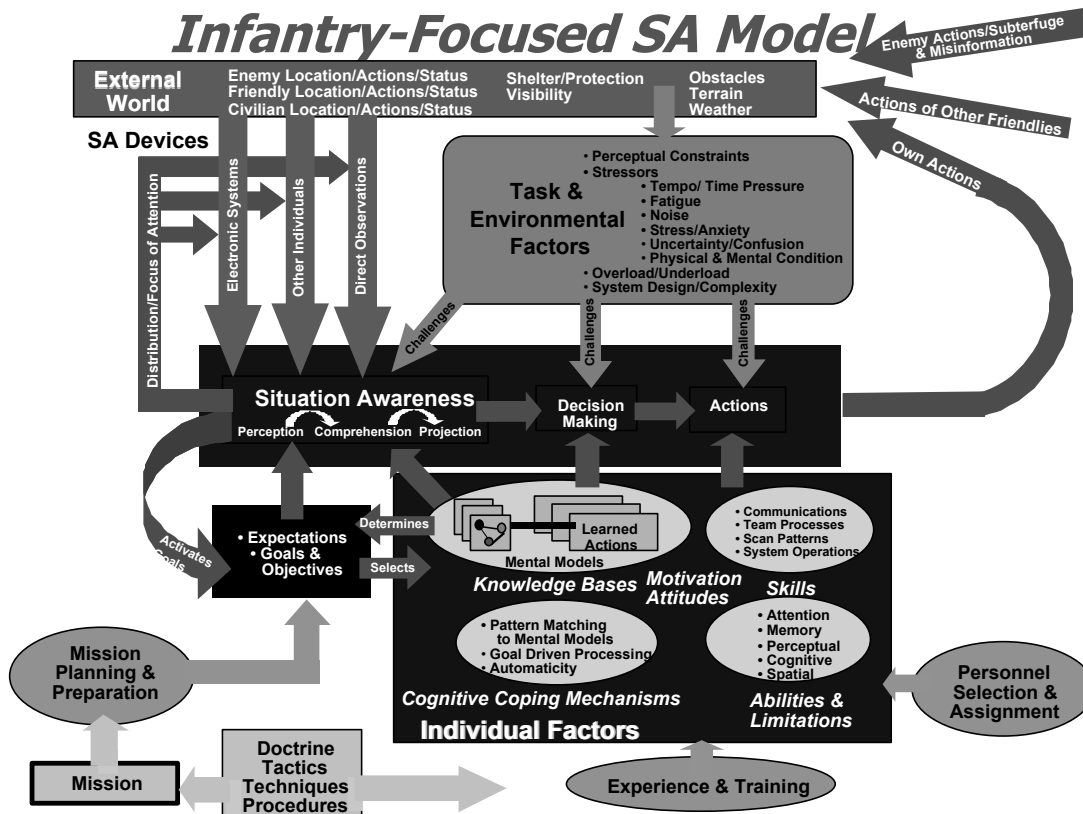 Infantry-Focused SA Model
Enemy Actions/Subterfuge
& Misinformation
External
World
Enemy Location/Actions/Status
Friendly Location/Actions/Status
Civilian Location/Actions/Status
Shelter/Protection
Visibility
Obstacles
Terrain
Weather
Actions of Other Friendlies
Own Actions
SA Devices
Distribution/Focus of Attention
Electronic Systems
Other Individuals
Direct Observations
Task &
Environmental
Factors
• Perceptual Constraints
• Stressors
• Tempo/ Time Pressure
• Fatigue
• Noise
• Stress/Anxiety
• Uncertainty/Confusion
• Physical & Mental Condition
• Overload/Underload
• System Design/Complexity
Challenges
Challenges
Challenges
Situation Awareness
Perception
Comprehension
Projection
Decision
Making
Actions
Activates
Goals
• Expectations
• Goals &
Objectives
Determines
Selects
Learned
Actions
Mental Models
Knowledge Bases
Motivation
Attitudes
• Communications
• Team Processes
• Scan Patterns
• System Operations
Skills
• Pattern Matching
to Mental Models
• Goal Driven Processing
• Automaticity
Cognitive Coping Mechanisms
• Attention
• Memory
• Perceptual
• Cognitive
• Spatial
Abilities &
Limitations
Individual Factors
Mission
Planning &
Preparation
Personnel
Selection &
Assignment
Mission
Doctrine
Tactics
Techniques
Procedures
Experience & Training